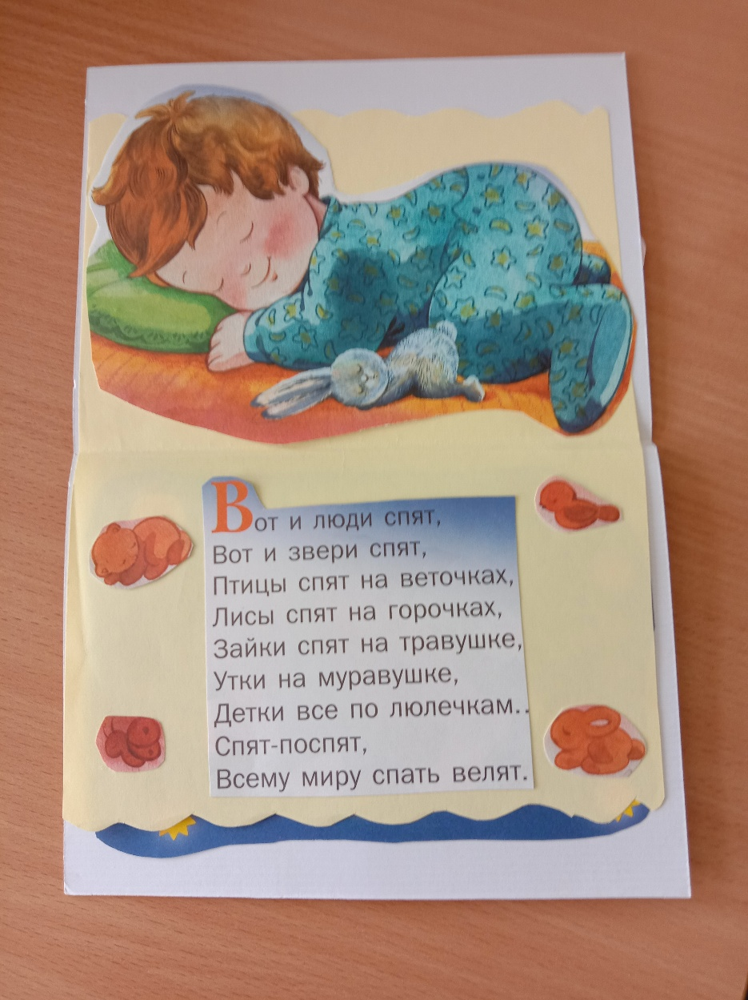 Вот и люди спят,
Вот и звери спят,
Птицы спят на веточках,
Лисы спят на горочках,
Зайки спят на травушке,
Утки на муравушке,
Детки все по люлечкам..
Спят-поспят,
Всему миру спать велят.